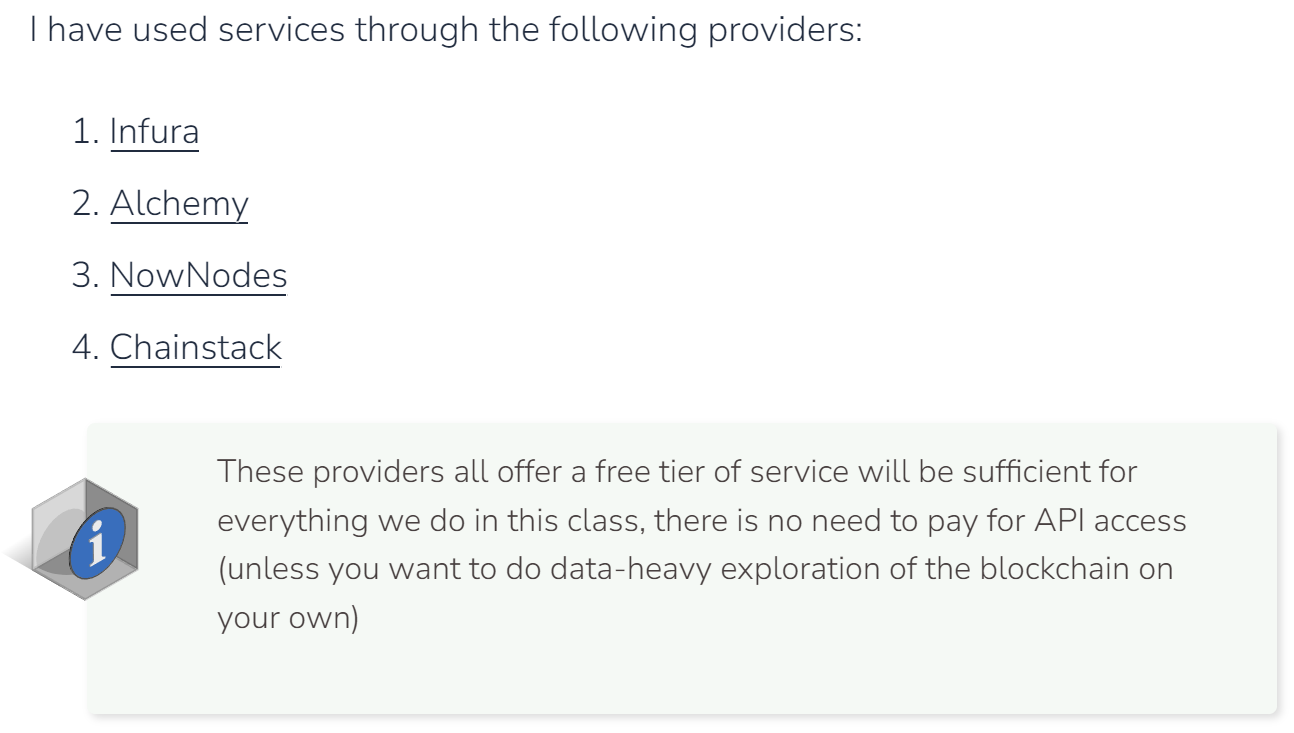 I have used services through the following providers:
1. Infura
2. Alchemy
3. NowNodes
4. Chainstack
These providers all offer a free tier of service will be sufficient for
everything we do in this class, there is no need to pay for API access
(unless you want to do data-heavy exploration of the blockchain on
your own)